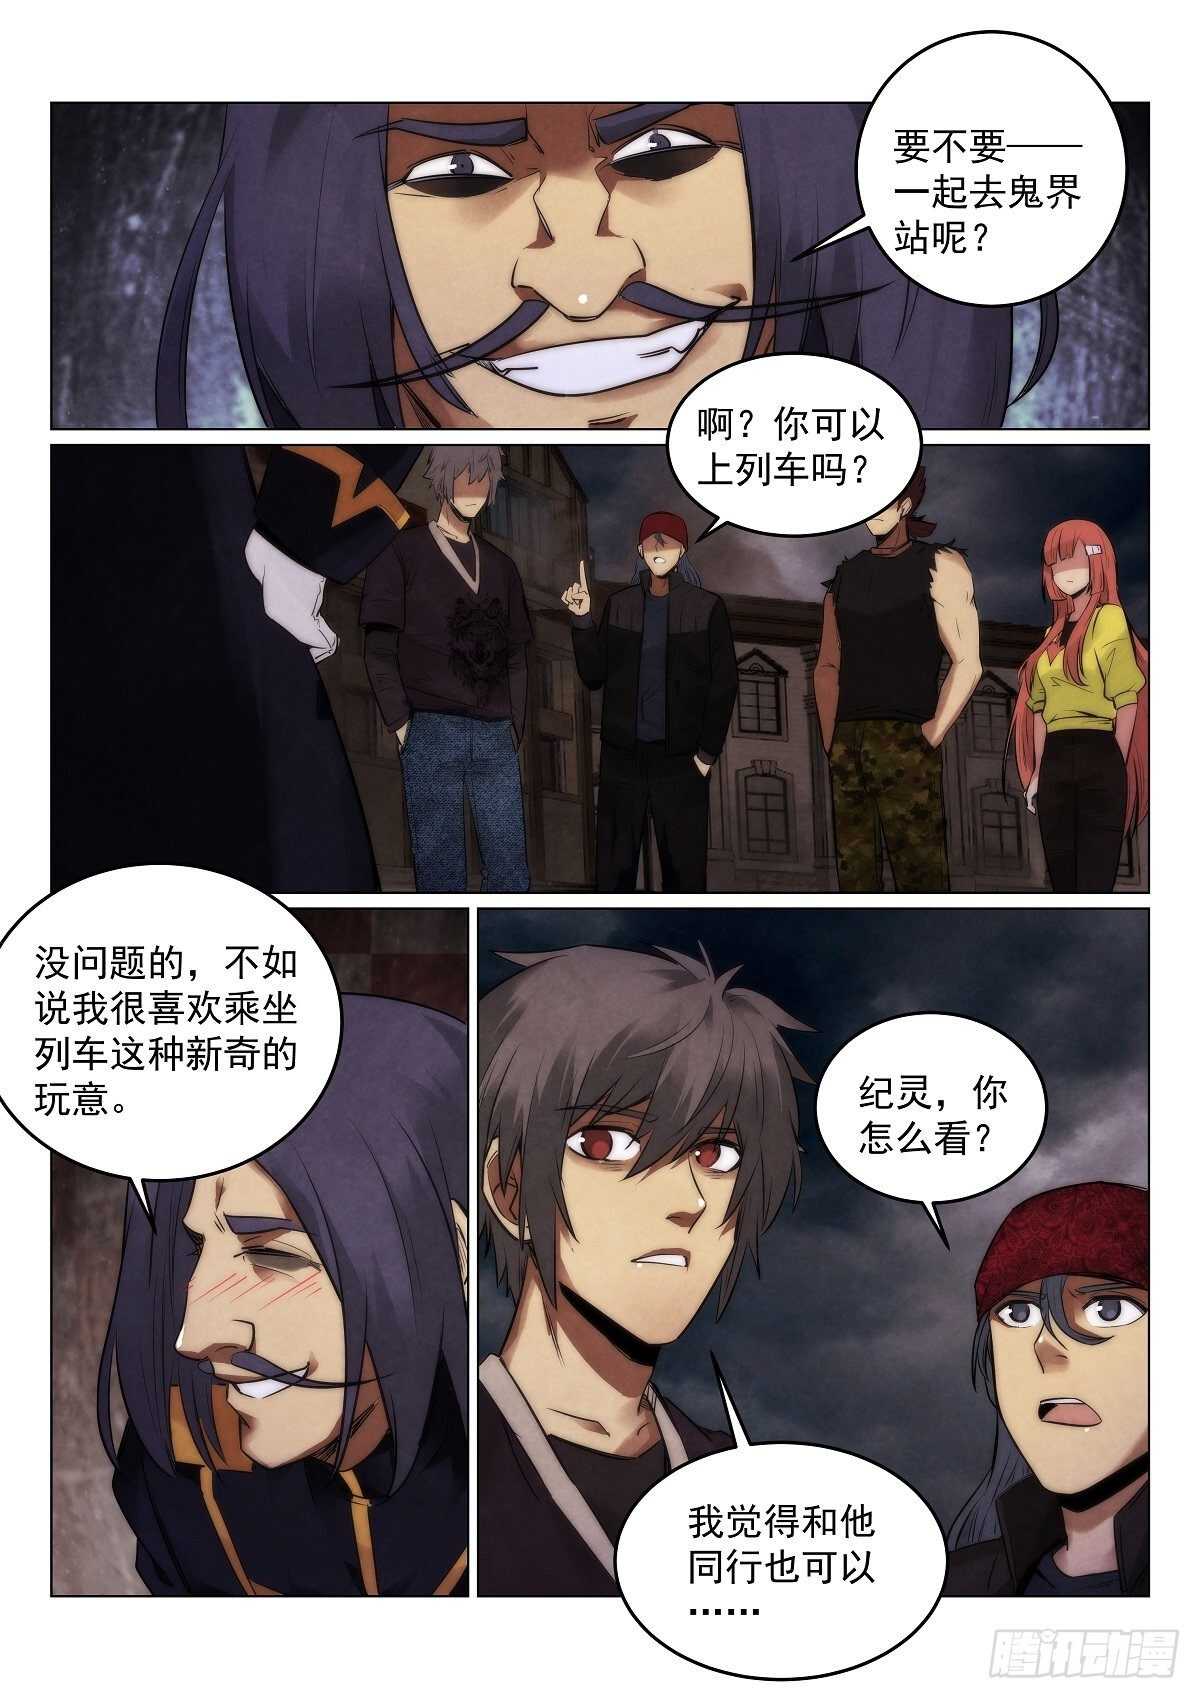 要不要——
一起去鬼界
站呢？
啊？你可以
上列车吗？
没问题的，不如
说我很喜欢乘坐
列车这种新奇的
玩意。
纪灵，你
怎么看？
我觉得和他
同行也可以
……
腾讯动漫